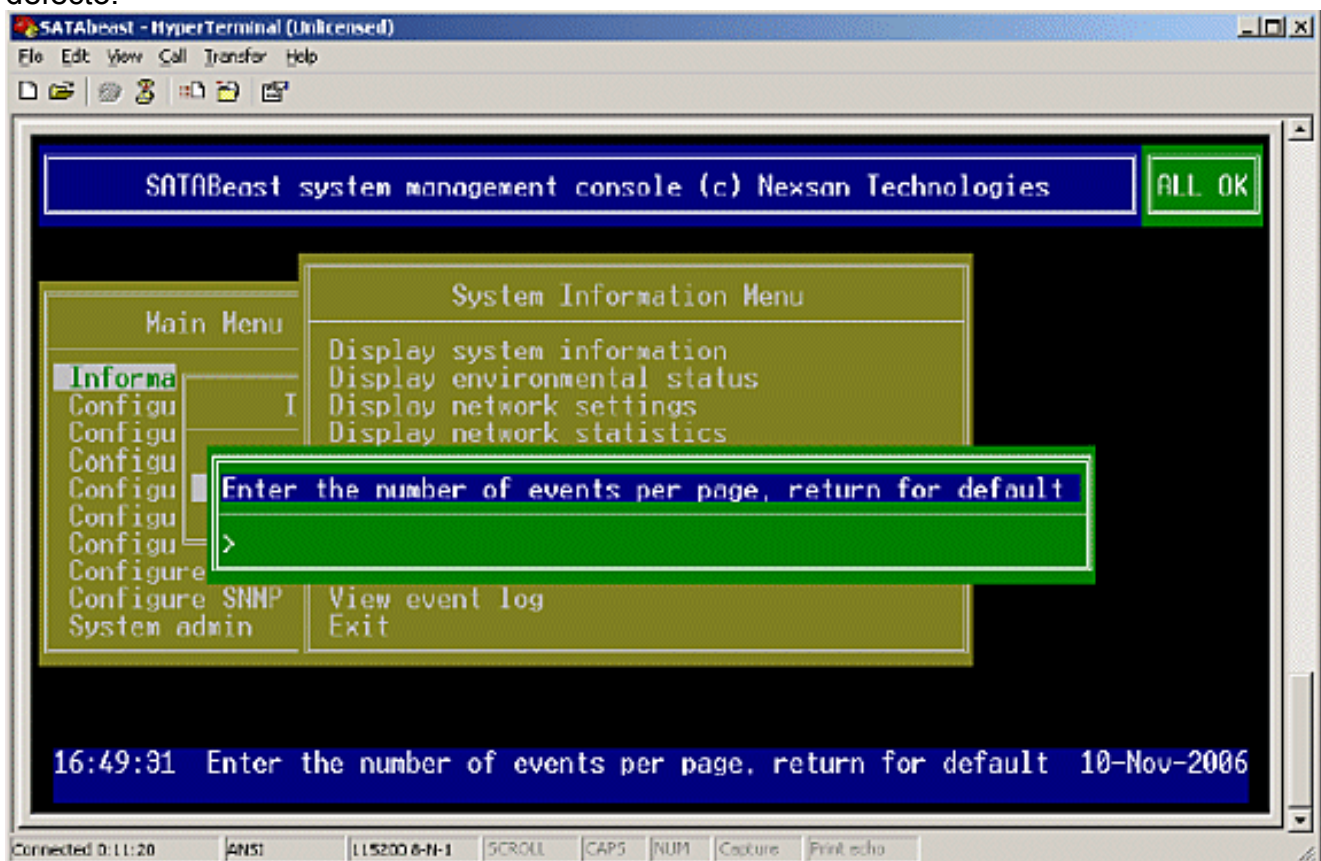 defecto.
SATAbeast - HyperTerminal (Unlicensed)
File Edit View Call Transfer Help
SATABeast system management console (c) Nexsan Technologies
ALL OK
System Information Menu
Main Menu
Display system information
Informa
Display environmental status
Configu I
Display network settings
Configu
Display network statistics
Configu
Configu
Enter the number of events per page, return for default
Configu
Configu
>
Configure
Configure SNMP
View event log
System admin
Exit
16:49:31 Enter the number of events per page, return for default 10-Nov-2006
Connected 0:11:20 ANSI 115200 8-N-1 SCROLL CAPS NUM Capture Print echo